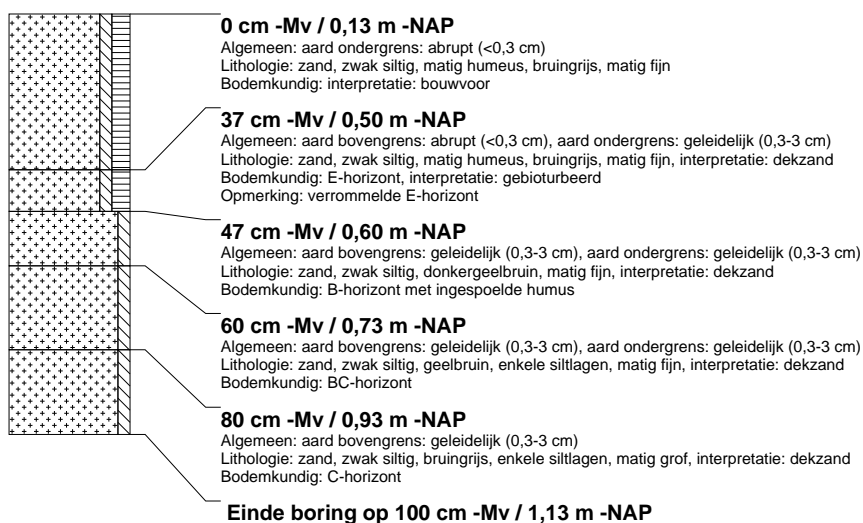 0 cm -Mv / 0,13 m -NAP
Algemeen: aard ondergrens: abrupt (<0,3 cm)
Lithologie: zand, zwak siltig, matig humeus, bruingrijs, matig fijn
Bodemkundig: interpretatie: bouwvoor
37 cm -Mv / 0,50 m -NAP
Algemeen: aard bovengrens: abrupt (<0,3 cm), aard ondergrens: geleidelijk (0,3-3 cm)
Lithologie: zand, zwak siltig, matig humeus, bruingrijs, matig fijn, interpretatie: dekzand
Bodemkundig: E-horizont, interpretatie: gebioturbeerd
Opmerking: verrommelde E-horizont
47 cm -Mv / 0,60 m -NAP
Algemeen: aard bovengrens: geleidelijk (0,3-3 cm), aard ondergrens: geleidelijk (0,3-3 cm)
Lithologie: zand, zwak siltig, donkergeelbruin, matig fijn, interpretatie: dekzand
Bodemkundig: B-horizont met ingespoelde humus
60 cm -Mv / 0,73 m -NAP
Algemeen: aard bovengrens: geleidelijk (0,3-3 cm), aard ondergrens: geleidelijk (0,3-3 cm)
Lithologie: zand, zwak siltig, geelbruin, enkele siltlagen, matig fijn, interpretatie: dekzand
Bodemkundig: BC-horizont
80 cm -Mv / 0,93 m -NAP
Algemeen: aard bovengrens: geleidelijk (0,3-3 cm)
Lithologie: zand, zwak siltig, bruingrijs, enkele siltlagen, matig grof, interpretatie: dekzand
Bodemkundig: C-horizont
Einde boring op 100 cm -Mv / 1,13 m -NAP